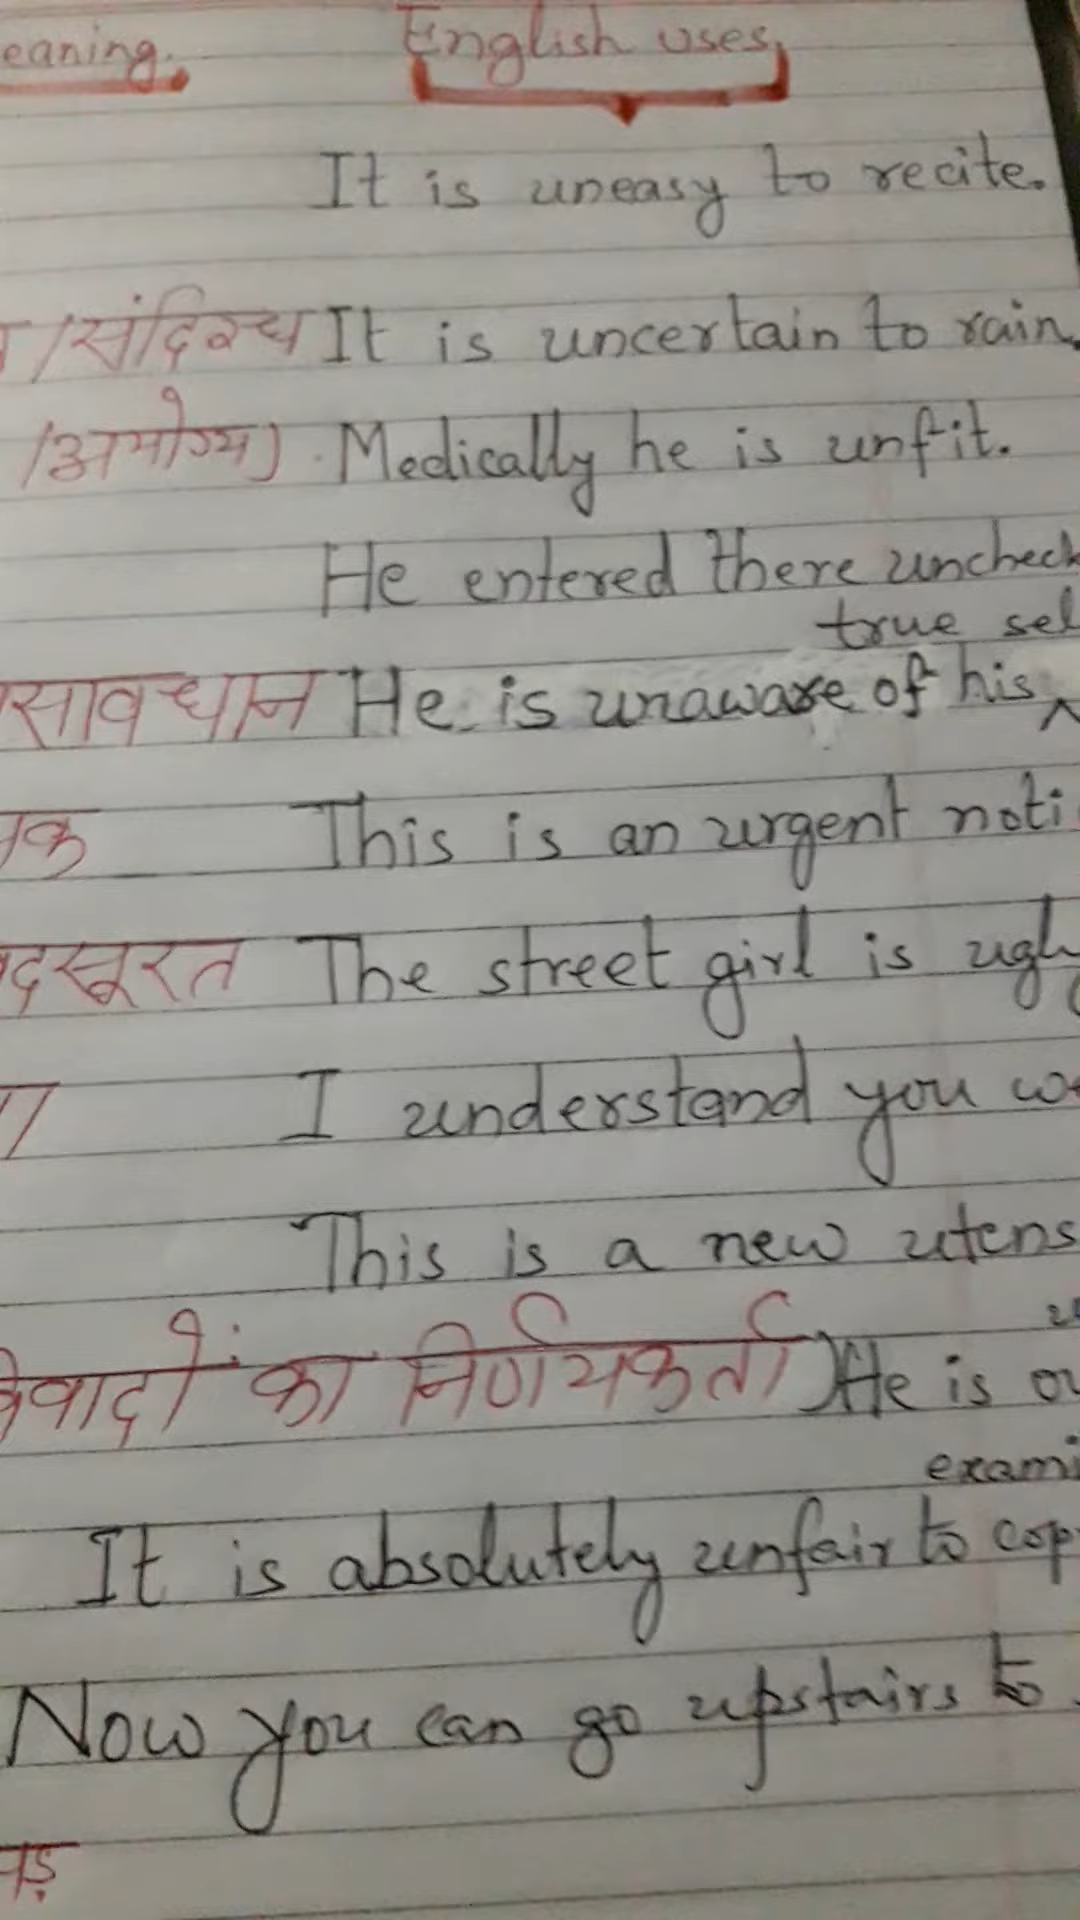 eaning. English uses,
It is uneasy to recite.
/संदिग्ध It is uncertain to rain.
/अयोग्य) Medically he is unfit.
He entered there uncheck
true sel
सावधान He is unaware of his ^
क This is an urgent noti
दसूरत The street girl is ugly
I understand you we
This is a new utens
वादों का निर्णयकर्ता) He is ou
exami
It is absolutely unfair to cop
Now you can go upstairs to